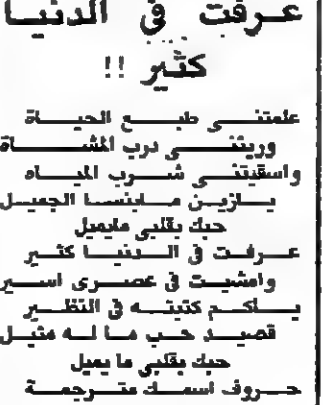 عرفت في الدنيا
كثير !!
علمتني طبع الحياة
وريتني درب المشاة
واسقيتني شرب المياه
يازين ماينسا الجميل
حبك بقلبي مايميل
عرفت في الدنيا كثير
وامشيت في عصري اسير
ياكم كتبته في النظير
قصيد حب ما له مثيل
حبك بقلبي ما يميل
حروف اسمك مترجمة